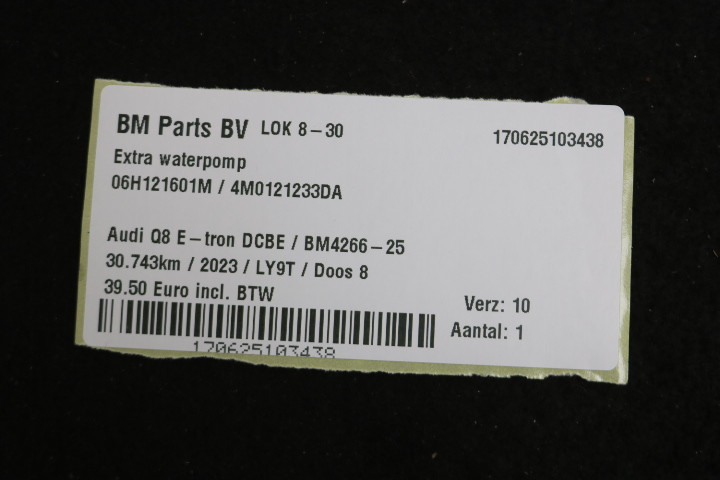 BM Parts BV LOK 8-30 170625103438
Extra waterpomp
06H121601M / 4M0121233DA
Audi Q8 E-tron DCBE / BM4266-25
30.743km / 2023 / LY9T / Doos 8
39.50 Euro incl. BTW
Verz: 10
Aantal: 1
170625103438